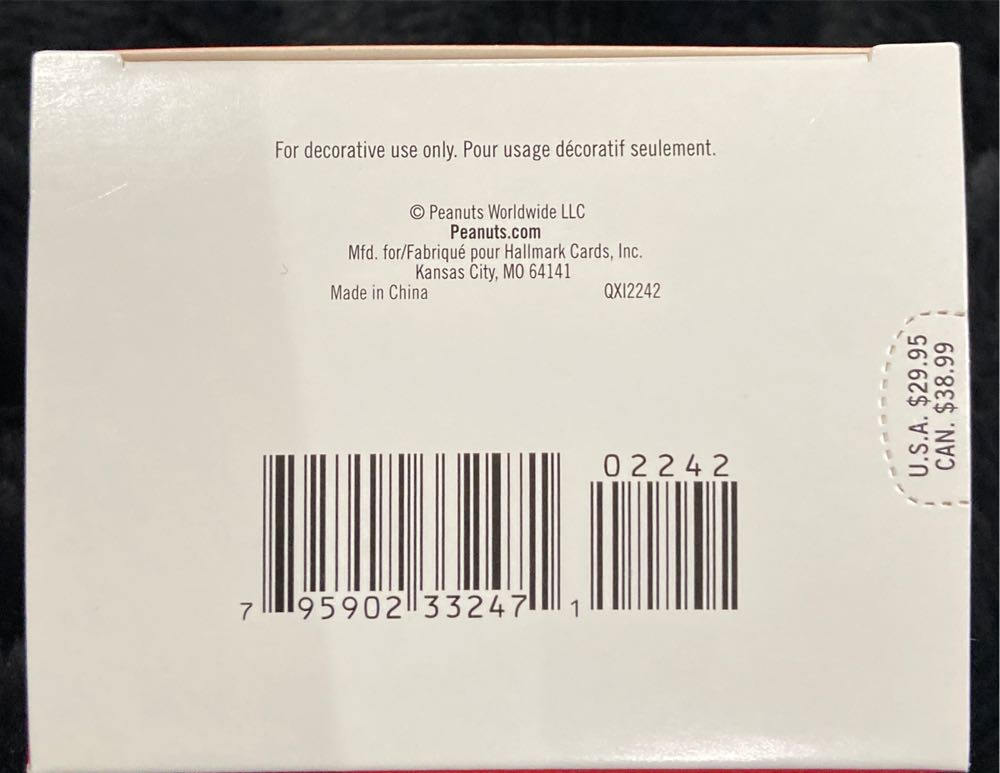 For decorative use only. Pour usage décoratif seulement.
© Peanuts Worldwide LLC
Peanuts.com
Mfd. for/Fabriqué pour Hallmark Cards, Inc.
Kansas City, MO 64141
Made in China QXI2242
U.S.A. $29.95
CAN. $38.99
02242
7 95902 33247 1